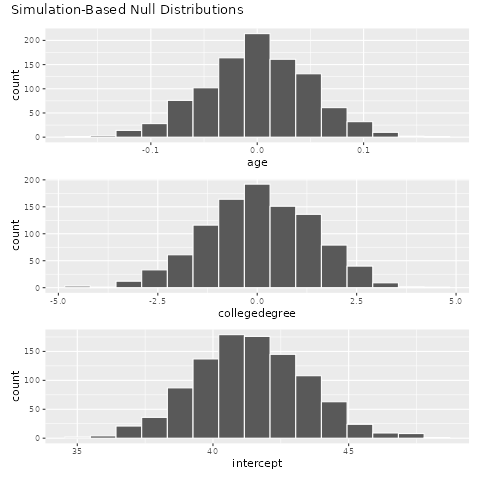 Simulation-Based Null Distributions
200
150
100
50
0
count
-0.1 0.0 0.1
age
200
150
100
50
0
count
-5.0 -2.5 0.0 2.5 5.0
collegedegree
150
100
50
0
count
35 40 45
intercept